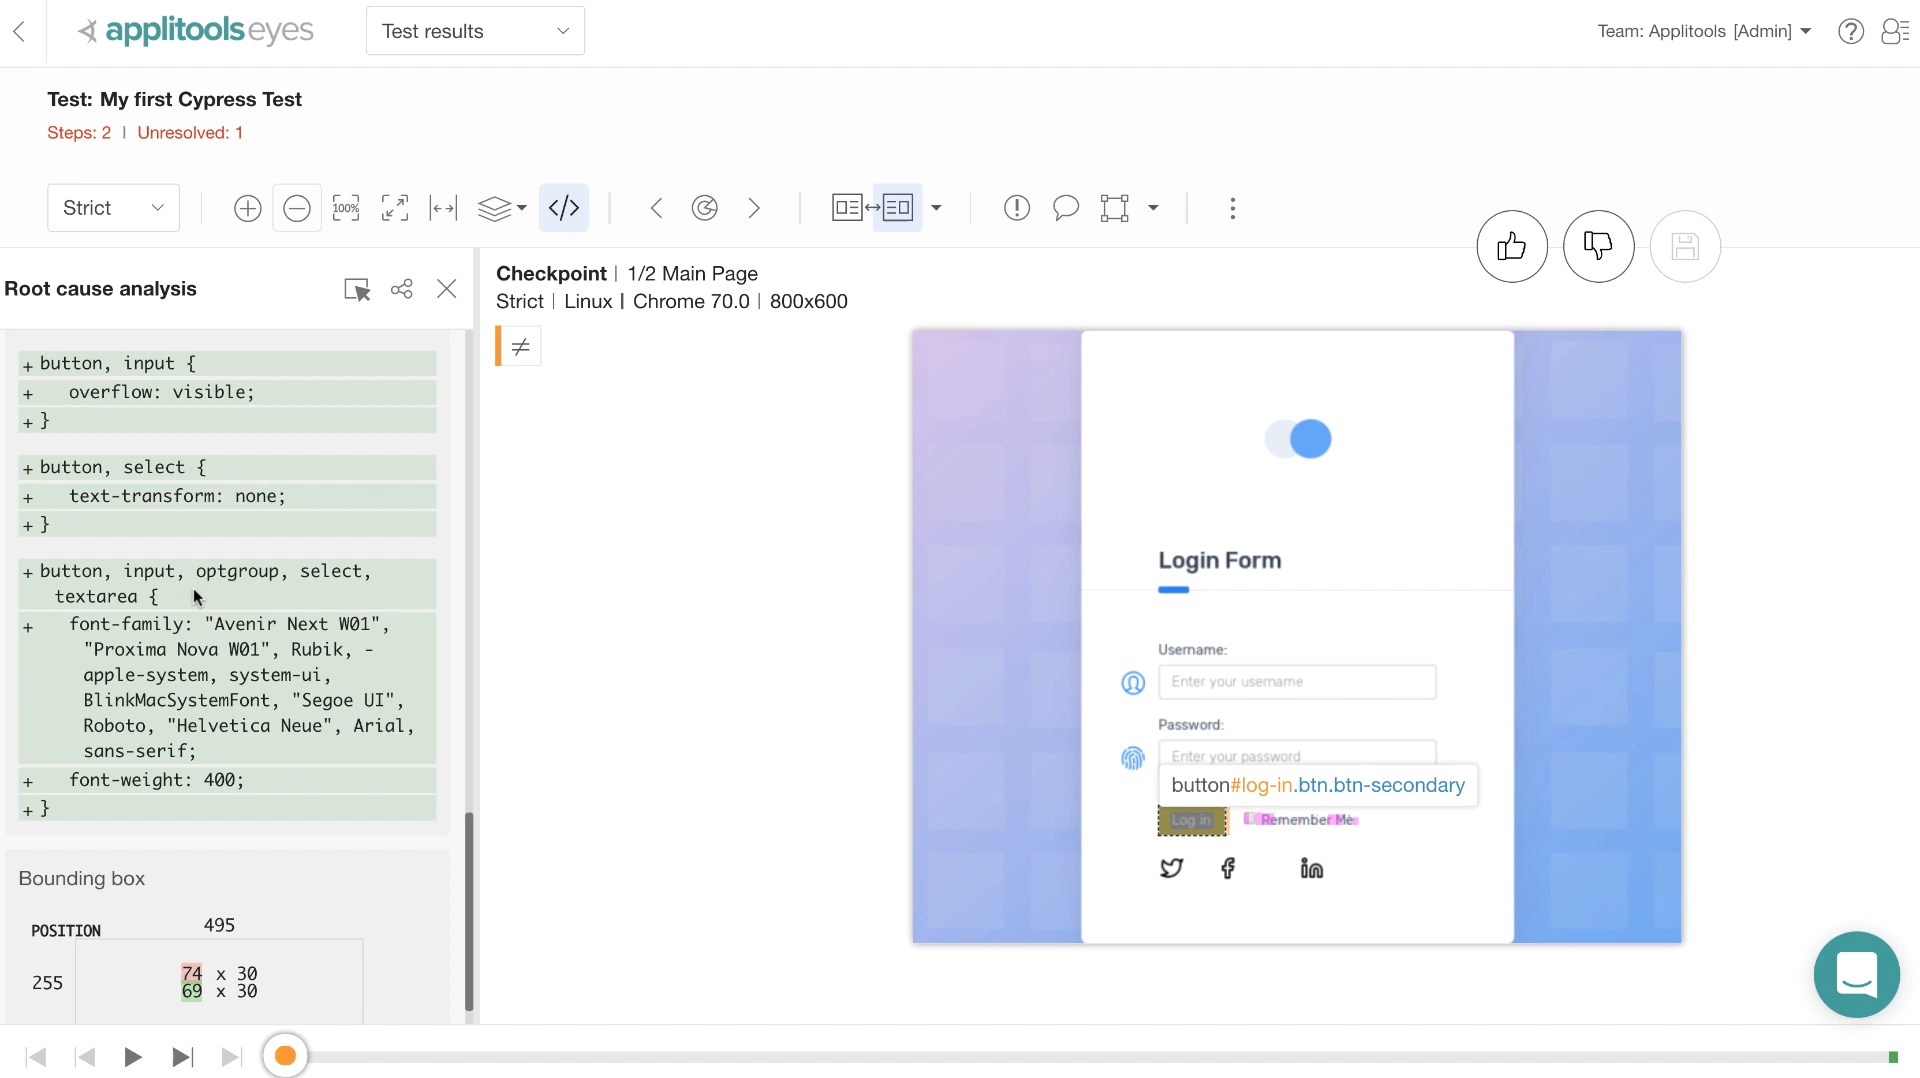 applitools eyes
Test results
Team: Applitools [Admin]
Test: My first Cypress Test
Steps: 2 | Unresolved: 1
Strict
100%
Root cause analysis
Checkpoint | 1/2 Main Page
Strict | Linux | Chrome 70.0 | 800x600
≠
+ button, input {
+ overflow: visible;
+ }
+ button, select {
+ text-transform: none;
+ }
+ button, input, optgroup, select,
textarea {
+ font-family: "Avenir Next W01",
"Proxima Nova W01", Rubik, -
apple-system, system-ui,
BlinkMacSystemFont, "Segoe UI",
Roboto, "Helvetica Neue", Arial,
sans-serif;
+ font-weight: 400;
+ }
Bounding box
POSITION
495
255
74 x 30
69 x 30
Login Form
Username:
Enter your username
Password:
Enter your password
button#log-in.btn.btn-secondary
Log in
Remember Me